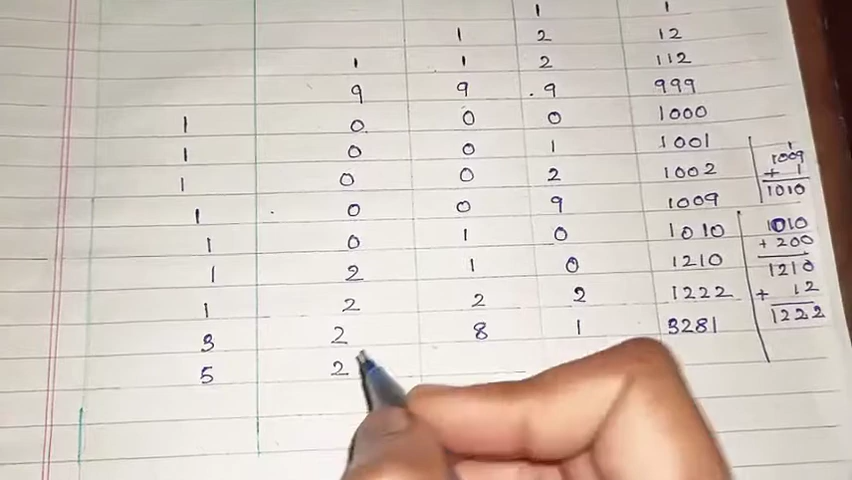 1 1
1 2 12
1 1 2 112
9 9 .9 999
1 0 0 0 1000
1 0 0 1 1001
1 0 0 2 1002
1 0 0 9 1009
1 0 1 0 1010
1 2 1 0 1210
1 2 2 2 1222
3 2 8 1 3281
5 2
1
1009
+ 1
1010
1010
+ 200
1210
+ 12
1222